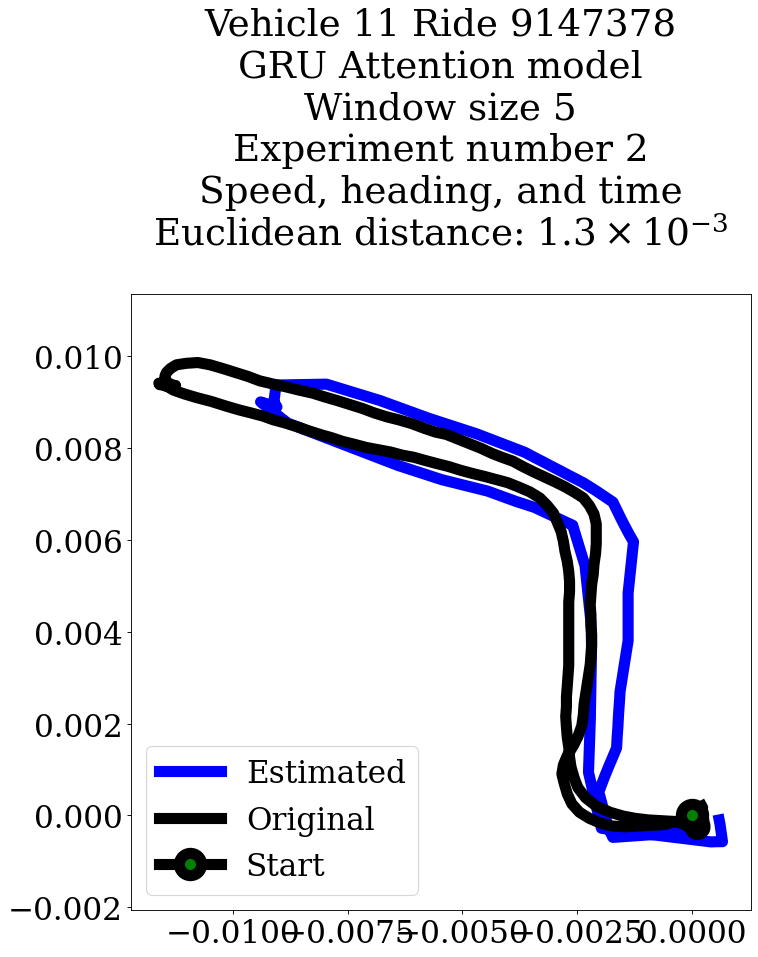 Vehicle 11 Ride 9147378
GRU Attention model
Window size 5
Experiment number 2
Speed, heading, and time
Euclidean distance: 1.3 × 10⁻³
0.010
0.008
0.006
0.004
0.002
0.000
−0.002
Estimated
Original
Start
−0.0100 −0.0075 −0.0050 −0.0025 0.0000